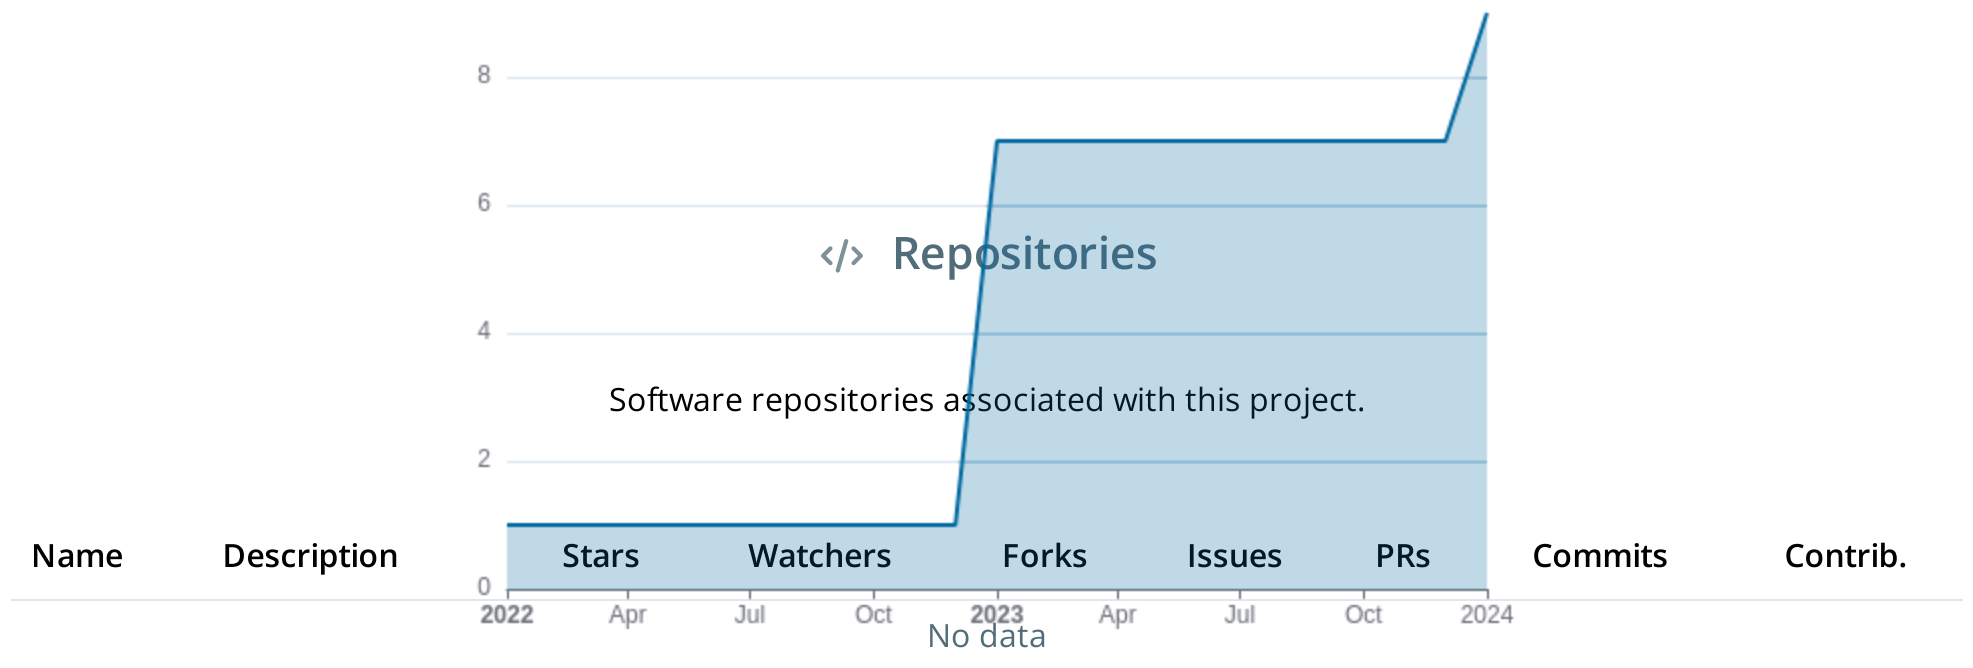 8
6
</> Repositories
4
Software repositories associated with this project.
2
Name Description Stars Watchers Forks Issues PRs Commits Contrib.
0
2022 Apr Jul Oct 2023 Apr Jul Oct 2024
No data